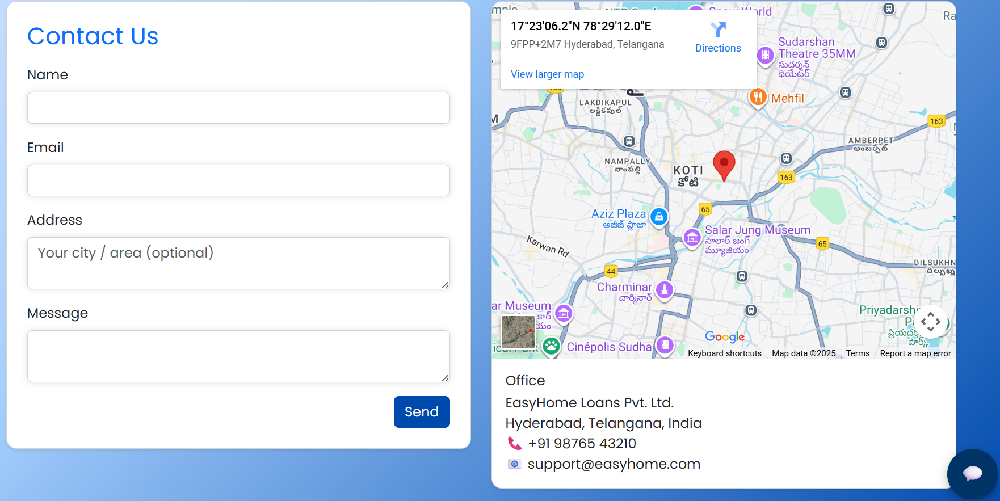 Contact Us
Name
Email
Address
Your city / area (optional)
Message
Send
17°23'06.2"N 78°29'12.0"E
9FPP+2M7 Hyderabad, Telangana
Directions
View larger map
Snow World
Sudarshan
Theatre 35MM
సుదర్శన్
థియేటర్
Mehfil
LAKDIKAPUL
లక్డికపుల్
163
AMBERPET
అంబర్పేట్
NAMPALLY
నాంపల్లి
KOTI
కోటి
163
65
Aziz Plaza
అజీజ్ ప్లాజా
Salar Jung Museum
సాలార్ జంగ్
మ్యూజియం
65
Karwan Rd
44
DILSUKHN
Charminar
చార్మినార్
ar Museum
Priyadarshi
Cinépolis Sudha
Google
Keyboard shortcuts
Map data ©2025
Terms
Report a map error
Office
EasyHome Loans Pvt. Ltd.
Hyderabad, Telangana, India
+91 98765 43210
support@easyhome.com